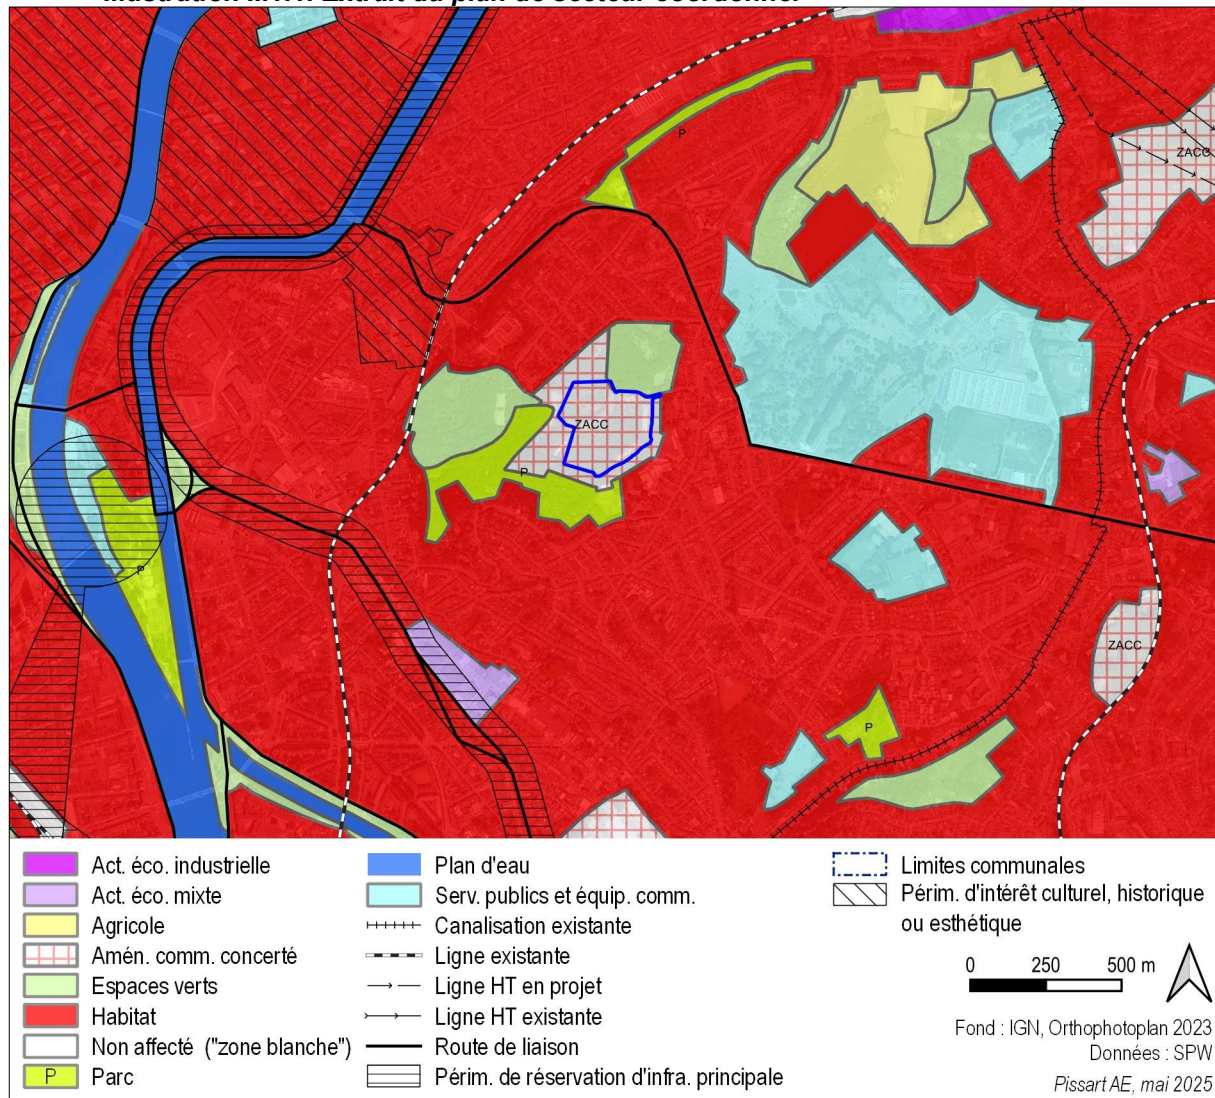 P
ZACC
ZACC
P
P
ZACC
P
Act. éco. industrielle
Act. éco. mixte
Agricole
Amén. comm. concerté
Espaces verts
Habitat
Non affecté ("zone blanche")
P Parc
Plan d'eau
Serv. publics et équip. comm.
Canalisation existante
Ligne existante
Ligne HT en projet
Ligne HT existante
Route de liaison
Périm. de réservation d'infra. principale
Limites communales
Périm. d'intérêt culturel, historique
ou esthétique
0 250 500 m
Fond : IGN, Orthophotoplan 2023
Données : SPW
Pissart AE, mai 2025